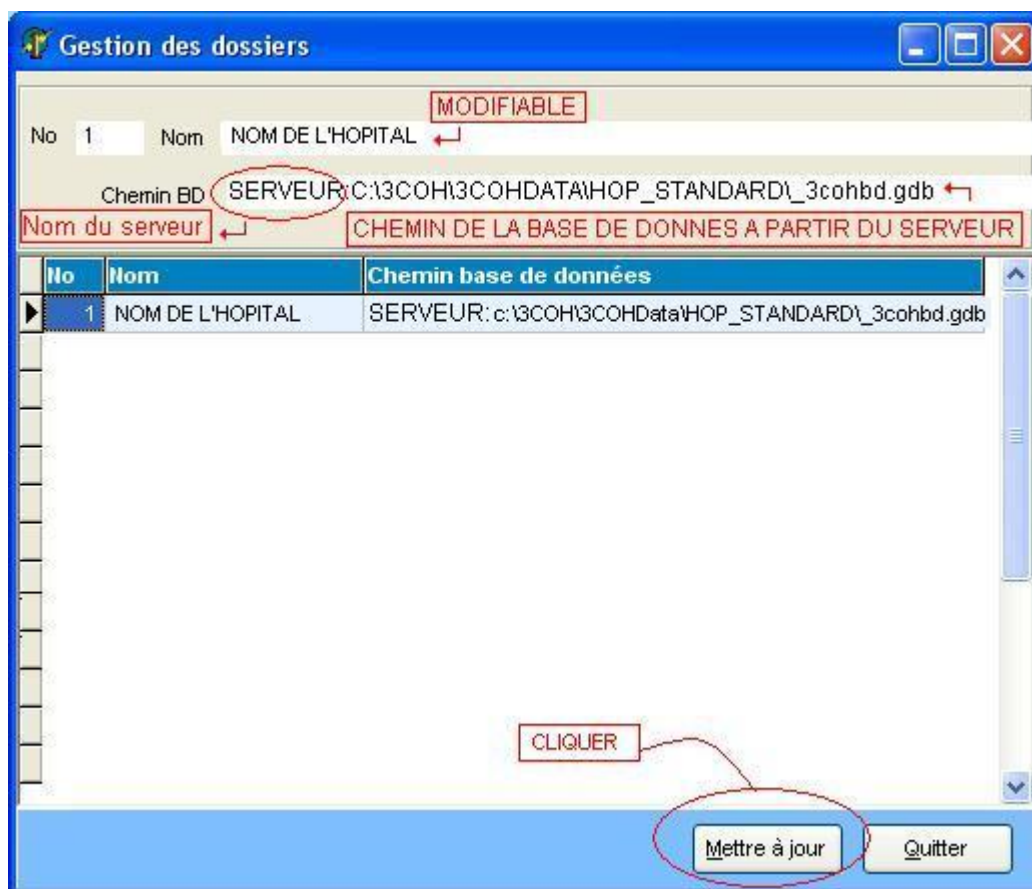 Gestion des dossiers
MODIFIABLE
No 1 Nom NOM DE L'HOPITAL
Chemin BD SERVEUR:C:\3COH\3COHDATA\HOP_STANDARD\_3cohbd.gdb
Nom du serveur CHEMIN DE LA BASE DE DONNES A PARTIR DU SERVEUR
No Nom Chemin base de données
1 NOM DE L'HOPITAL SERVEUR: c:\3COH\3COHData\HOP_STANDARD\_3cohbd.gdb
CLIQUER
Mettre à jour Quitter